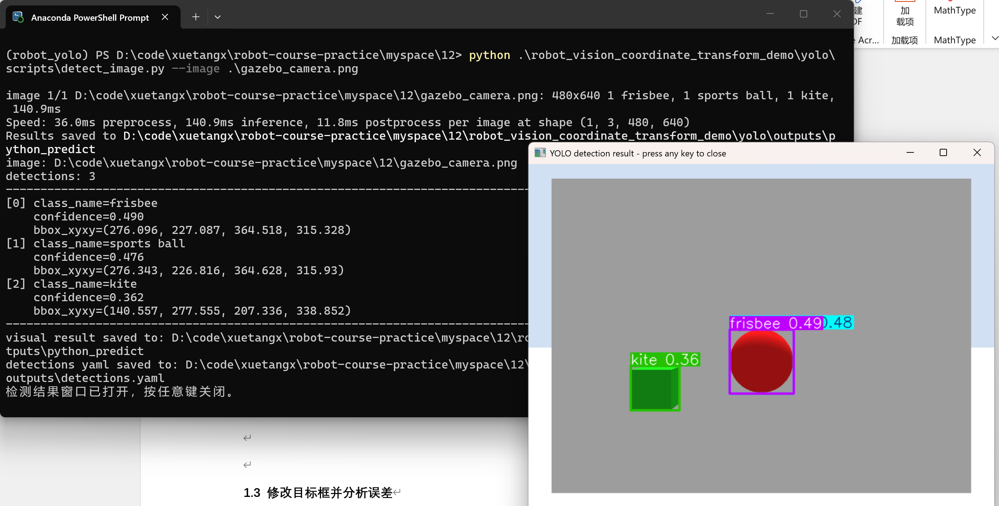 Anaconda PowerShell Prompt
建
DF
e Acr...
加
载项
加载项
MathType
MathType
(robot_yolo) PS D:\code\xuetangx\robot-course-practice\myspace\12> python .\robot_vision_coordinate_transform_demo\yolo\
scripts\detect_image.py --image .\gazebo_camera.png
image 1/1 D:\code\xuetangx\robot-course-practice\myspace\12\gazebo_camera.png: 480x640 1 frisbee, 1 sports ball, 1 kite,
140.9ms
Speed: 36.0ms preprocess, 140.9ms inference, 11.8ms postprocess per image at shape (1, 3, 480, 640)
Results saved to D:\code\xuetangx\robot-course-practice\myspace\12\robot_vision_coordinate_transform_demo\yolo\outputs\p
ython_predict
image: D:\code\xuetangx\robot-course-practice\myspace\12\gazebo_camera.png
detections: 3
--------------------------------------------------------------------------------
[0] class_name=frisbee
confidence=0.490
bbox_xyxy=(276.096, 227.087, 364.518, 315.328)
[1] class_name=sports ball
confidence=0.476
bbox_xyxy=(276.343, 226.816, 364.628, 315.93)
[2] class_name=kite
confidence=0.362
bbox_xyxy=(140.557, 277.555, 207.336, 338.852)
--------------------------------------------------------------------------------
visual result saved to: D:\code\xuetangx\robot-course-practice\myspace\12\ro
tputs\python_predict
detections yaml saved to: D:\code\xuetangx\robot-course-practice\myspace\12\
outputs\detections.yaml
检测结果窗口已打开，按任意键关闭。
YOLO detection result - press any key to close
frisbee 0.49
0.48
kite 0.36
1.3 修改目标框并分析误差